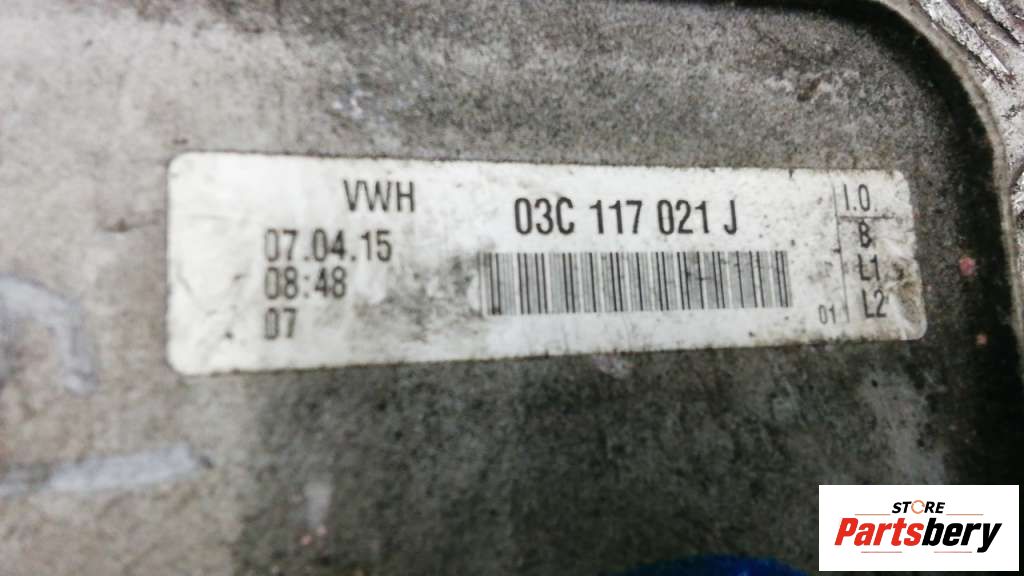 VWH
07.04.15
08:48
07
03C 117 021 J
01
I.O
B
L1
L2
STORE
Partsbery